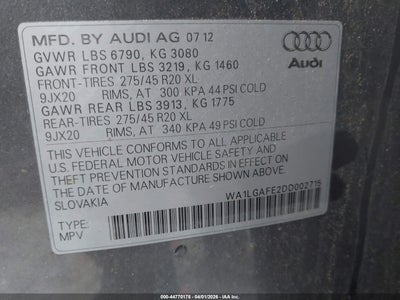 MFD. BY AUDI AG 07 12
GVWR LBS 6790, KG 3080
GAWR FRONT LBS 3219, KG 1460
FRONT-TIRES 275/45 R20 XL
9JX20 RIMS, AT 300 KPA 44 PSI COLD
GAWR REAR LBS 3913, KG 1775
REAR-TIRES 275/45 R20 XL
9JX20 RIMS, AT 340 KPA 49 PSI COLD
Audi
THIS VEHICLE CONFORMS TO ALL APPLICABLE
U.S. FEDERAL MOTOR VEHICLE SAFETY AND
THEFT PREVENTION STANDARDS IN EFFECT ON
THE DATE OF MANUFACTURE SHOWN ABOVE.
SLOVAKIA
WA1LGAFE2DD002715
TYPE:
MPV
000-44770178 - 04/01/2026 - IAA, Inc.